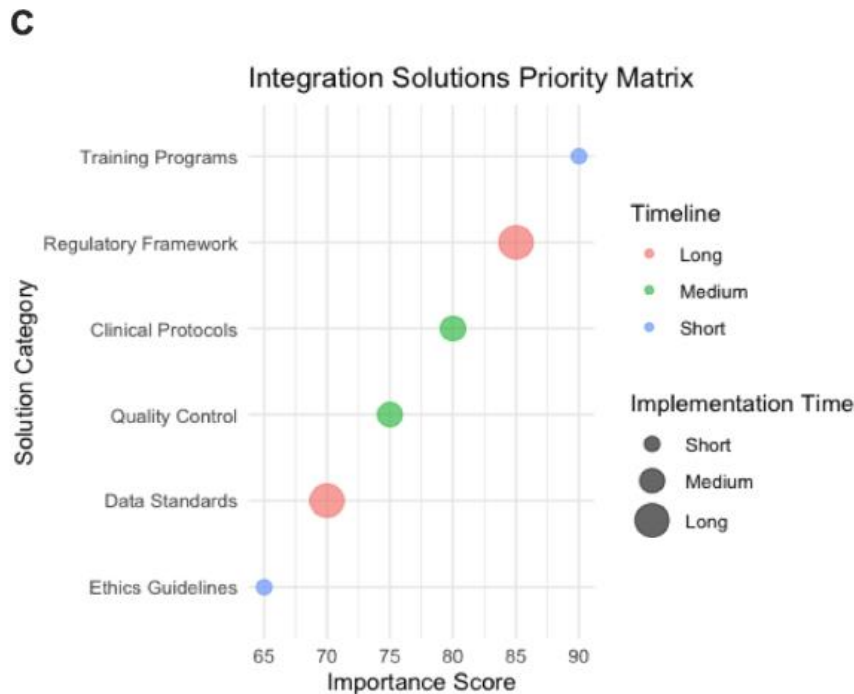 C
Integration Solutions Priority Matrix
Training Programs
Regulatory Framework
Clinical Protocols
Quality Control
Data Standards
Ethics Guidelines
Solution Category
65 70 75 80 85 90
Importance Score
Timeline
Long
Medium
Short
Implementation Time
Short
Medium
Long